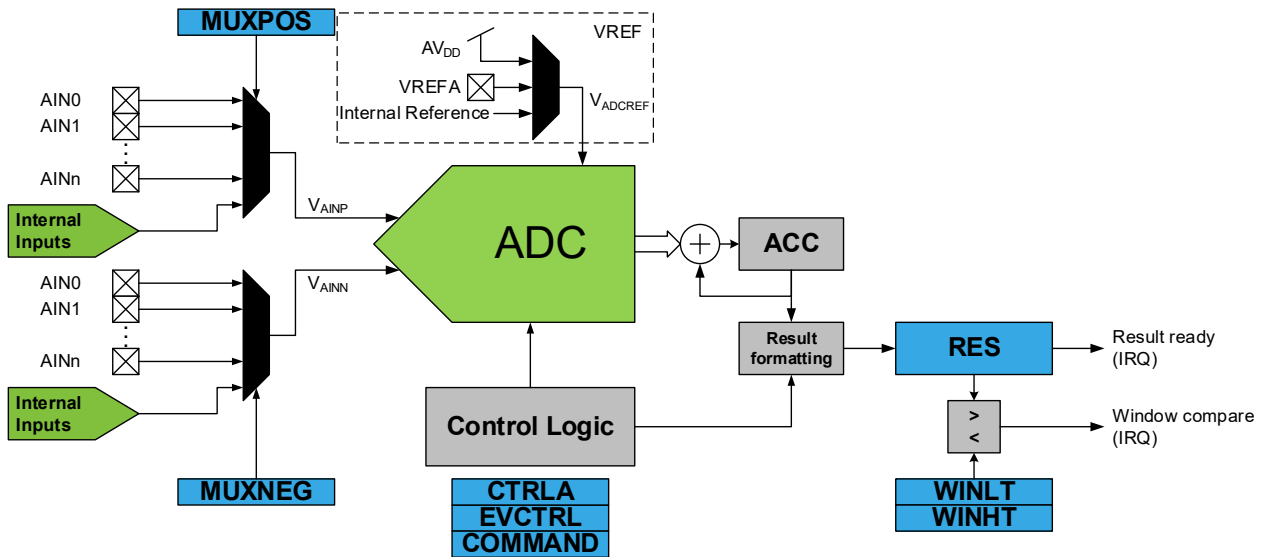 MUXPOS
VREF
AVDD
VREFA
Internal Reference
VADCREF
AIN0
AIN1
AINn
Internal
Inputs
VAINP
ADC
+
ACC
AIN0
AIN1
AINn
VAINN
Internal
Inputs
Result
formatting
RES
Result ready
(IRQ)
Control Logic
>
<
Window compare
(IRQ)
MUXNEG
CTRLA
EVCTRL
COMMAND
WINLT
WINHT